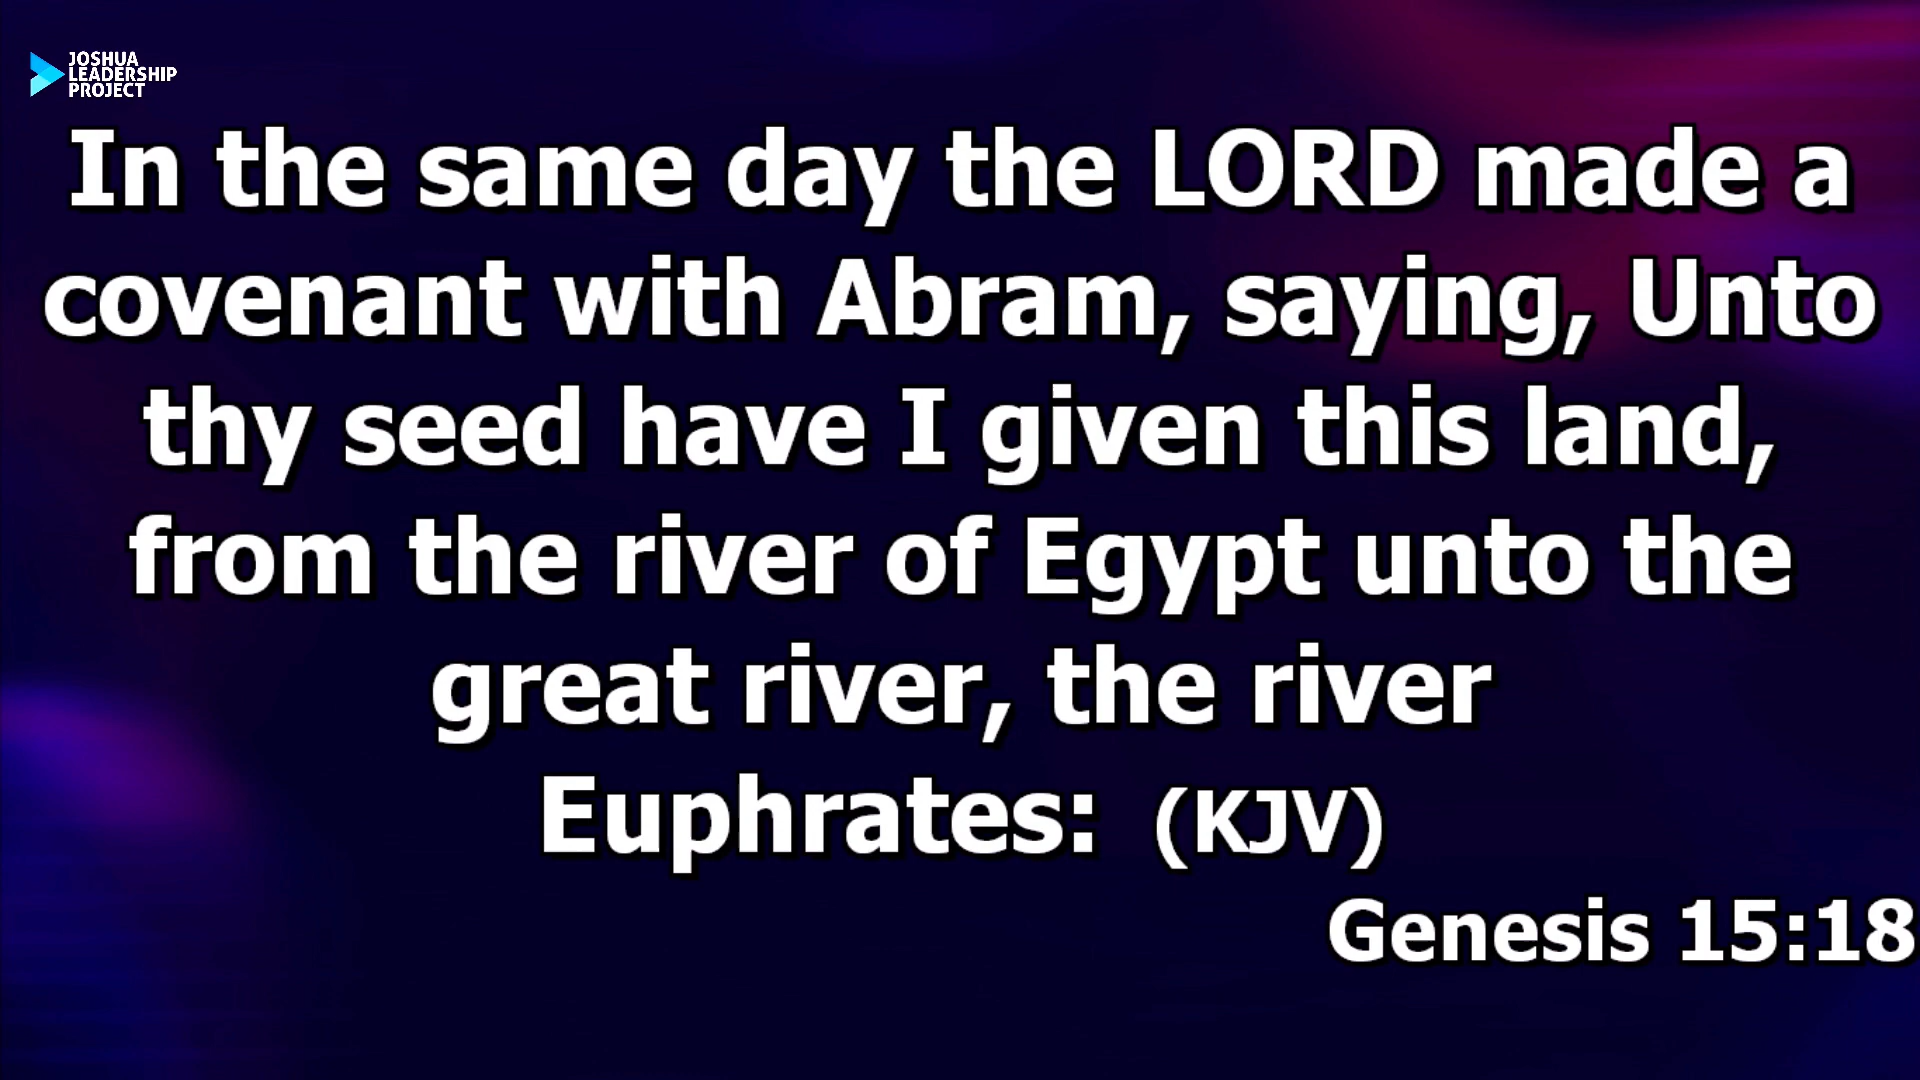 JOSHUA
LEADERSHIP
PROJECT
In the same day the LORD made a
covenant with Abram, saying, Unto
thy seed have I given this land,
from the river of Egypt unto the
great river, the river
Euphrates: (KJV)
Genesis 15:18